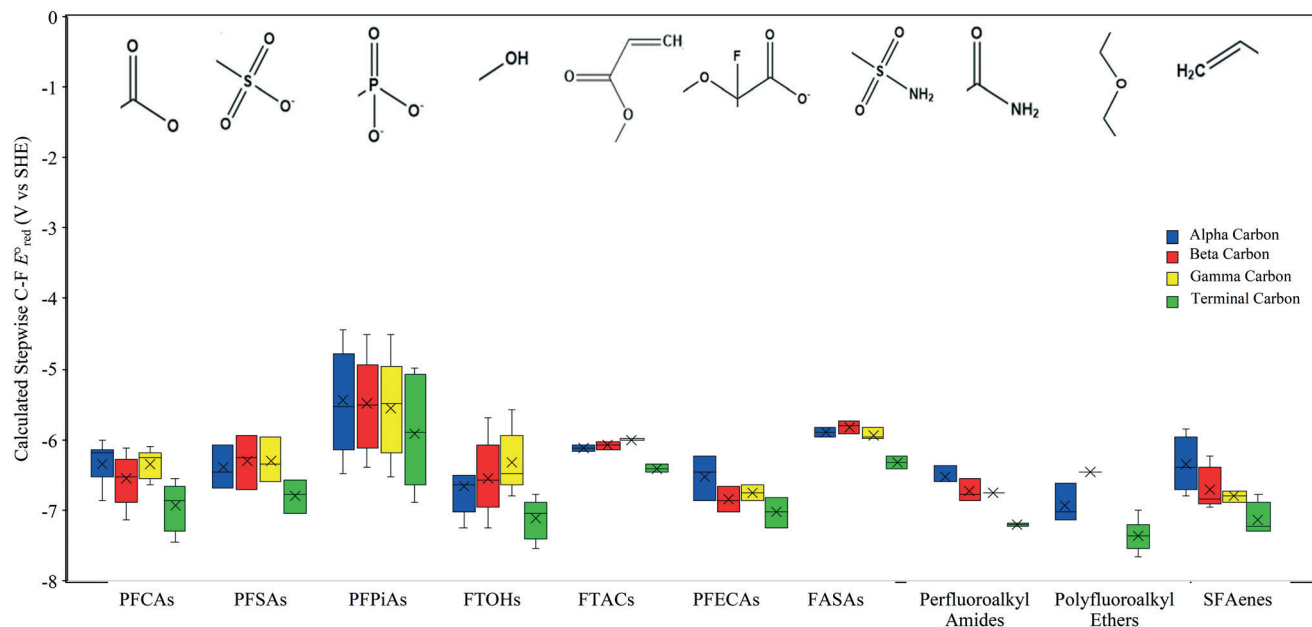 Calculated Stepwise C-F E°red (V vs SHE)
0
-1
-2
-3
-4
-5
-6
-7
-8
O
O
O
S
O
O⁻
O
P
O⁻
O⁻
OH
CH
O
O
F
O
O
O⁻
O
S
NH₂
O
O
NH₂
O
H₂C
Alpha Carbon
Beta Carbon
Gamma Carbon
Terminal Carbon
PFCAs
PFSAs
PFPiAs
FTOHs
FTACs
PFECAs
FASAs
Perfluoroalkyl
Amides
Polyfluoroalkyl
Ethers
SFAenes